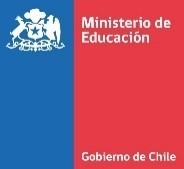 Ministerio de
Educación
Gobierno de Chile